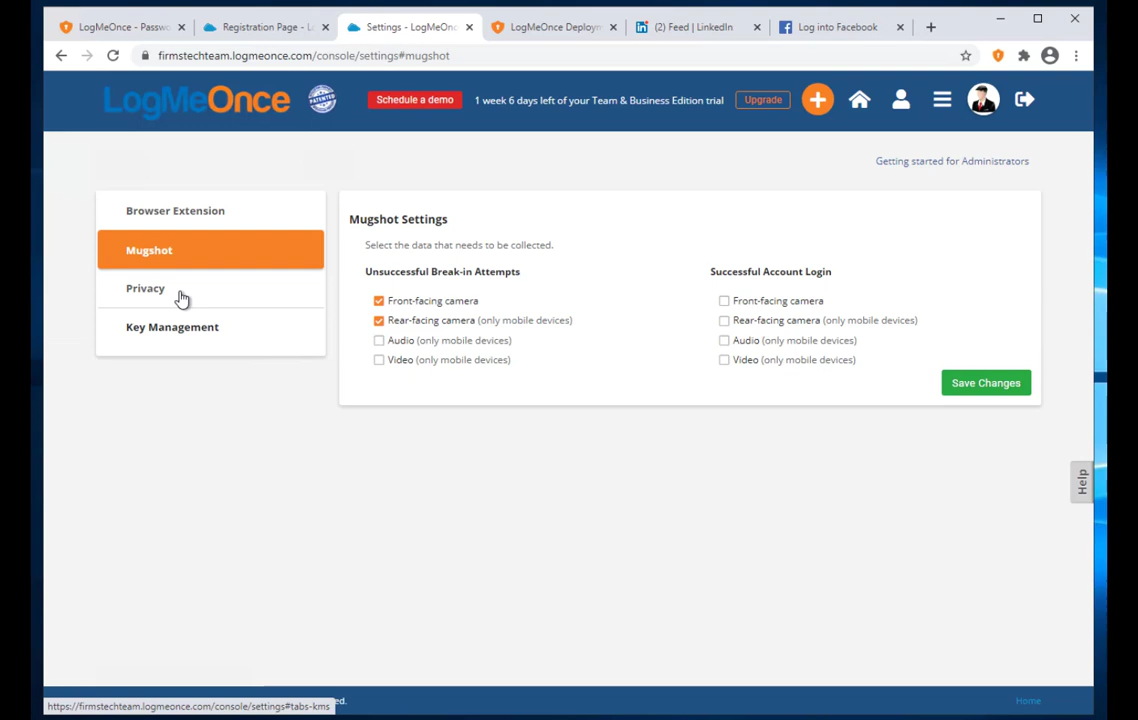 LogMeOnce - Passwo
Registration Page - L
Settings - LogMeOnc
LogMeOnce Deploym
(2) Feed | LinkedIn
Log into Facebook
firmstechteam.logmeonce.com/console/settings#mugshot
LogMeOnce
PATENTED
Schedule a demo
1 week 6 days left of your Team & Business Edition trial
Upgrade
Getting started for Administrators
Browser Extension
Mugshot
Privacy
Key Management
Mugshot Settings
Select the data that needs to be collected.
Unsuccessful Break-in Attempts
Front-facing camera
Rear-facing camera (only mobile devices)
Audio (only mobile devices)
Video (only mobile devices)
Successful Account Login
Front-facing camera
Rear-facing camera (only mobile devices)
Audio (only mobile devices)
Video (only mobile devices)
Save Changes
Help
https://firmstechteam.logmeonce.com/console/settings#tabs-kms
ed.
Home